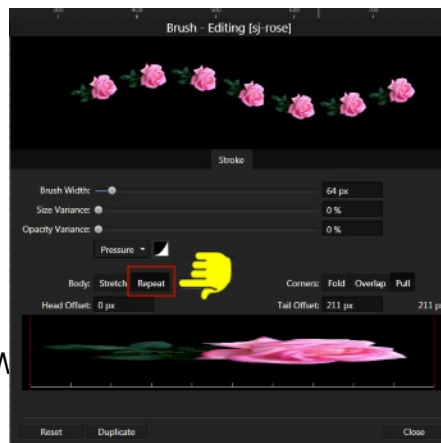 Brush - Editing [sj-rose]
Stroke
Brush Width: 64 px
Size Variance: 0 %
Opacity Variance: 0 %
Pressure
Body: Stretch Repeat Corners: Fold Overlap Pull
Head Offset: 0 px Tail Offset: 211 px 211 p
Reset Duplicate Close